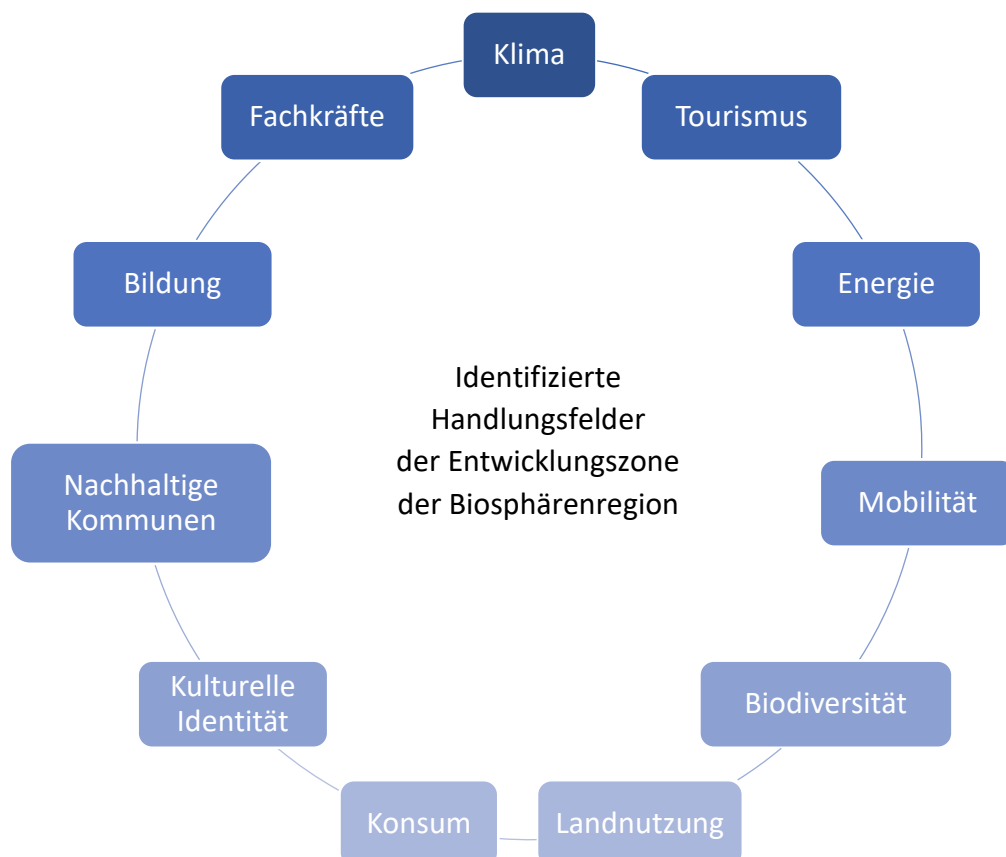 Klima
Fachkräfte
Tourismus
Bildung
Energie
Identifizierte
Handlungsfelder
der Entwicklungszone
der Biosphärenregion
Nachhaltige
Kommunen
Mobilität
Kulturelle
Identität
Biodiversität
Konsum
Landnutzung